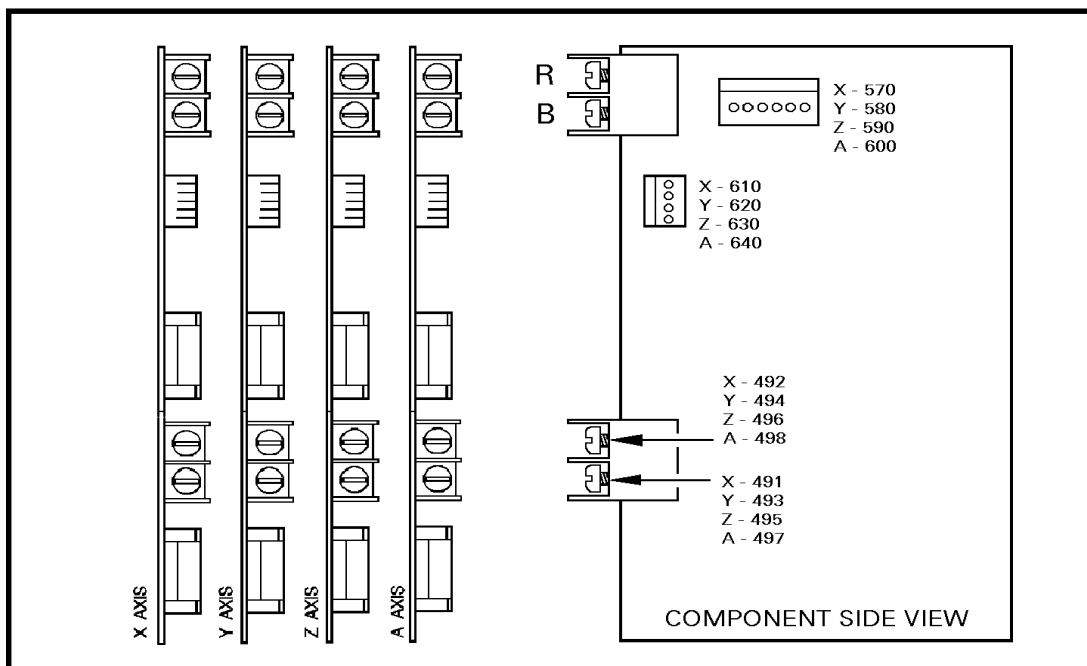 R
B
X - 570
Y - 580
Z - 590
A - 600
X - 610
Y - 620
Z - 630
A - 640
X - 492
Y - 494
Z - 496
A - 498
X - 491
Y - 493
Z - 495
A - 497
X AXIS
Y AXIS
Z AXIS
A AXIS
COMPONENT SIDE VIEW